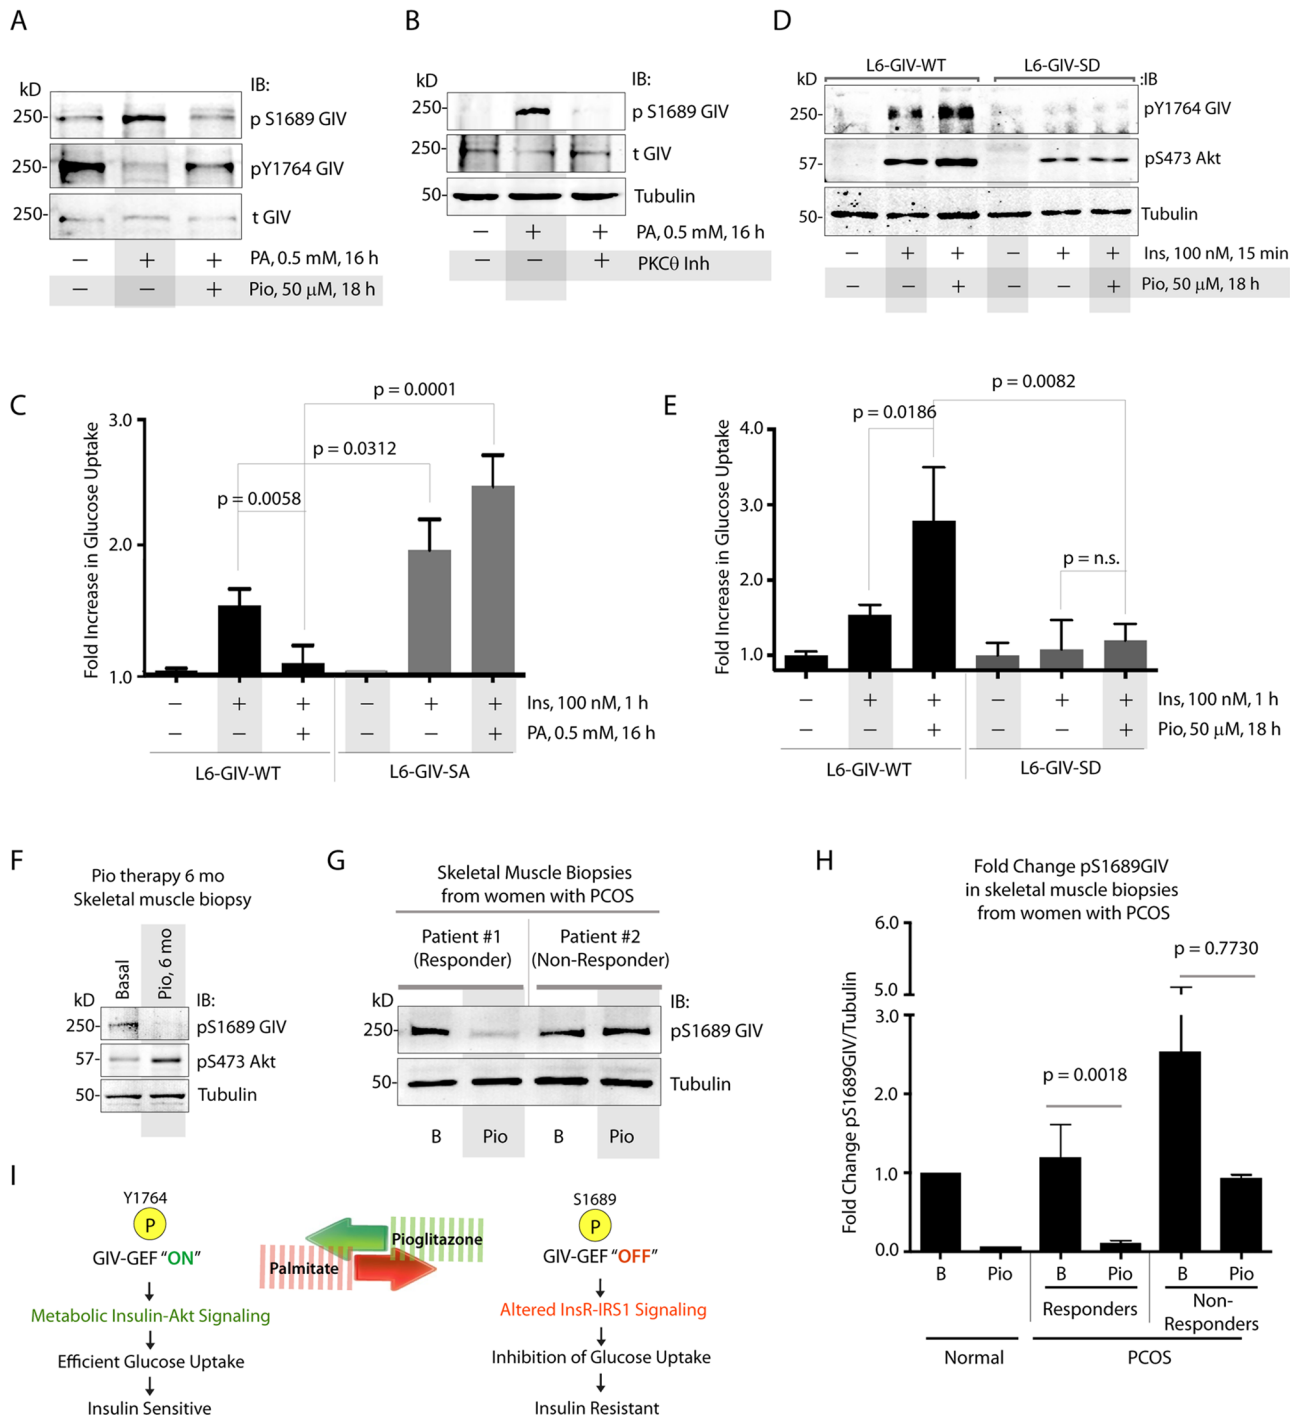 A
kD
IB:
250-
p S1689 GIV
250-
pY1764 GIV
250-
t GIV
− + + PA, 0.5 mM, 16 h
− − + Pio, 50 μM, 18 h
B
kD
IB:
250-
p S1689 GIV
250-
t GIV
50-
Tubulin
− + + PA, 0.5 mM, 16 h
− − + PKCθ Inh
D
L6-GIV-WT L6-GIV-SD
kD
:IB
250-
pY1764 GIV
57-
pS473 Akt
50-
Tubulin
− + + − + + Ins, 100 nM, 15 min
− − + − − + Pio, 50 μM, 18 h
C
Fold Increase in Glucose Uptake
3.0
2.0
1.0
p = 0.0001
p = 0.0312
p = 0.0058
− + + − + + Ins, 100 nM, 1 h
− − + − − + PA, 0.5 mM, 16 h
L6-GIV-WT L6-GIV-SA
E
Fold Increase in Glucose Uptake
4.0
3.0
2.0
1.0
p = 0.0082
p = 0.0186
p = n.s.
− + + − + + Ins, 100 nM, 1 h
− − + − − + Pio, 50 μM, 18 h
L6-GIV-WT L6-GIV-SD
F
Pio therapy 6 mo
Skeletal muscle biopsy
Basal
Pio, 6 mo
kD
IB:
250-
pS1689 GIV
57-
pS473 Akt
50-
Tubulin
G
Skeletal Muscle Biopsies
from women with PCOS
Patient #1
(Responder)
Patient #2
(Non-Responder)
kD
IB:
250-
pS1689 GIV
50-
Tubulin
B Pio B Pio
H
Fold Change pS1689GIV
in skeletal muscle biopsies
from women with PCOS
Fold Change pS1689GIV/Tubulin
6.0
5.0
3.0
2.0
1.0
0.0
p = 0.7730
p = 0.0018
B Pio B Pio B Pio
Responders
Non-
Responders
Normal PCOS
I
Y1764
P
GIV-GEF "ON"
Metabolic Insulin-Akt Signaling
Efficient Glucose Uptake
Insulin Sensitive
Pioglitazone
Palmitate
S1689
P
GIV-GEF "OFF"
Altered InsR-IRS1 Signaling
Inhibition of Glucose Uptake
Insulin Resistant